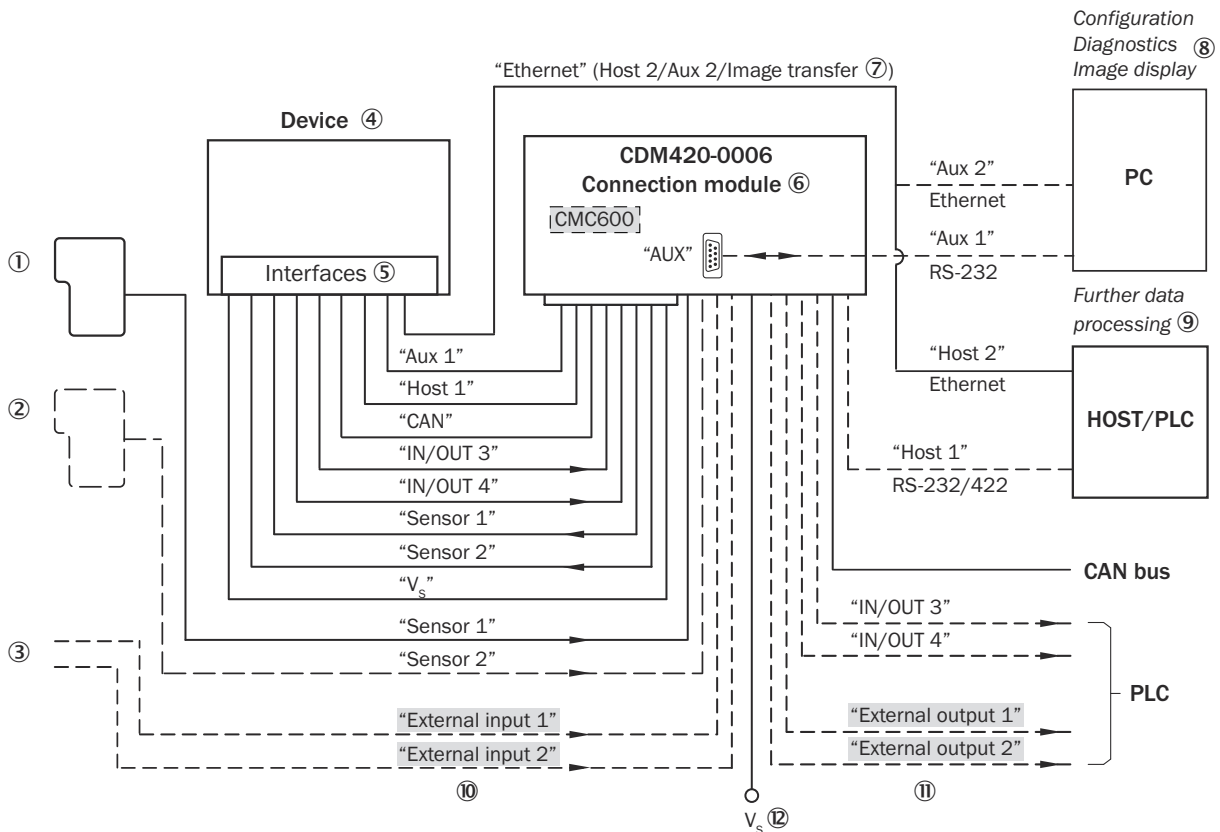 Configuration
Diagnostics ⑧
Image display
"Ethernet" (Host 2/Aux 2/Image transfer ⑦)
Device ④
CDM420-0006
Connection module ⑥
CMC600
"AUX"
"Aux 2"
Ethernet
PC
"Aux 1"
RS-232
①
Interfaces ⑤
Further data
processing ⑨
"Aux 1"
"Host 1"
"CAN"
"IN/OUT 3"
"IN/OUT 4"
"Sensor 1"
"Sensor 2"
"Vs"
"Host 2"
Ethernet
HOST/PLC
②
"Host 1"
RS-232/422
CAN bus
③
"Sensor 1"
"Sensor 2"
"External input 1"
"External input 2"
⑩
"IN/OUT 3"
"IN/OUT 4"
PLC
"External output 1"
"External output 2"
⑪
Vs ⑫